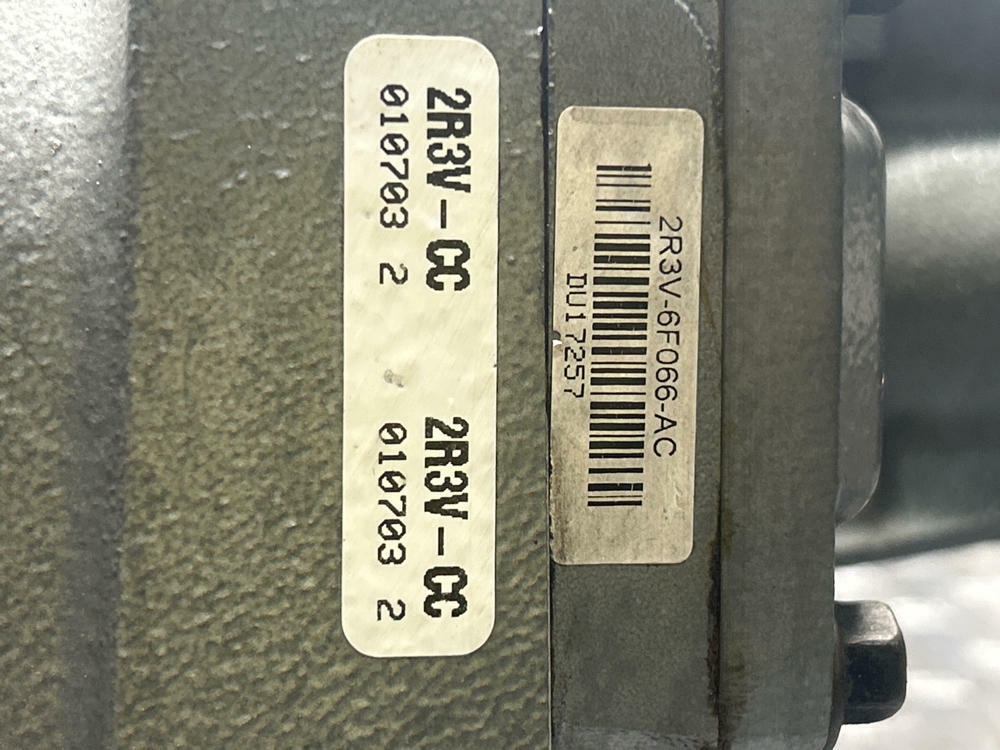 2R3V-CC 2R3V-CC
010703 2 010703 2
2R3V-6F066-AC
DU17257